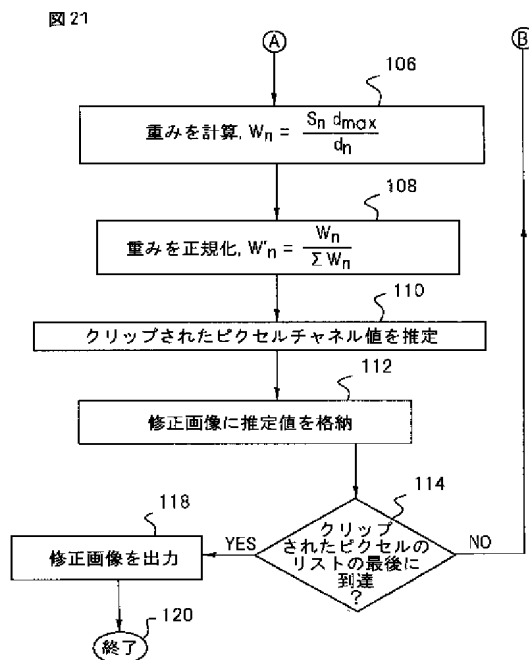 図21
A
B
106
重みを計算, Wn = Sn dmax / dn
108
重みを正規化, W'n = Wn / Σ Wn
110
クリップされたピクセルチャネル値を推定
112
修正画像に推定値を格納
114
クリップ
されたピクセルの
リストの最後に
到達
?
YES
NO
118
修正画像を出力
120
終了